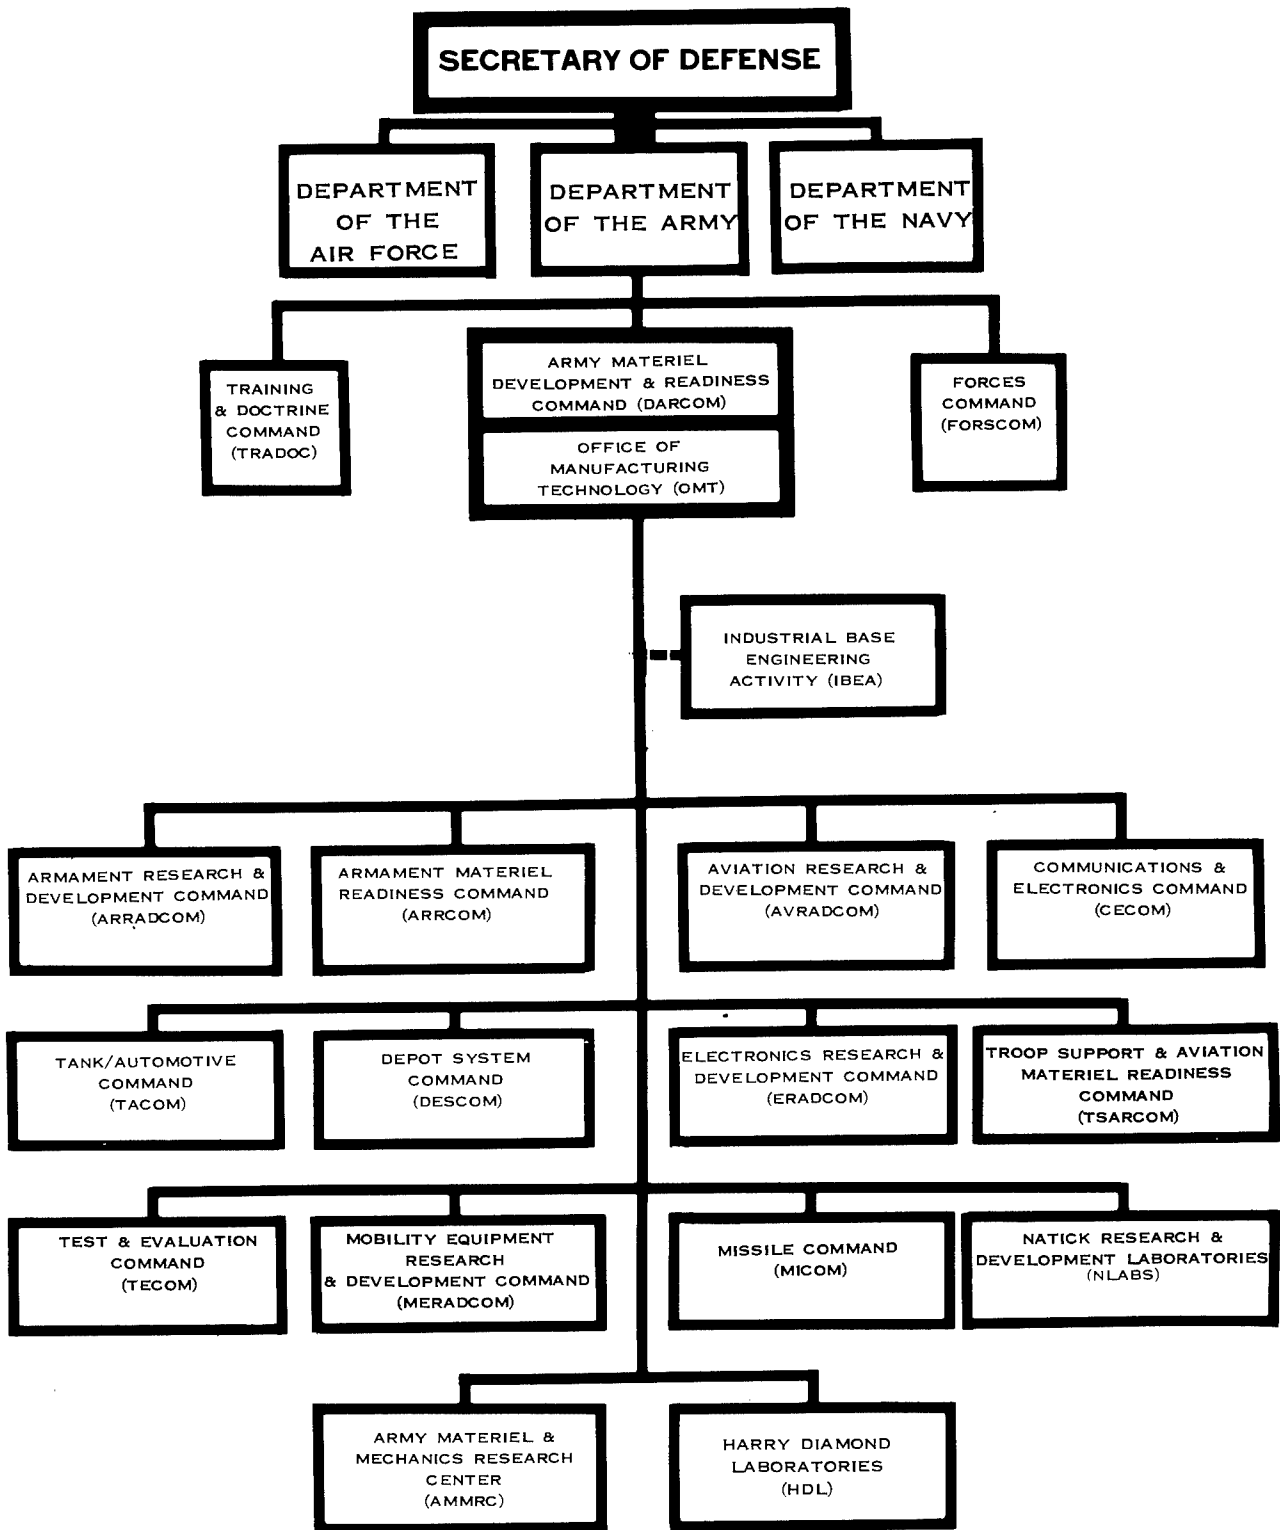 SECRETARY OF DEFENSE
DEPARTMENT
OF THE
AIR FORCE
DEPARTMENT
OF THE ARMY
DEPARTMENT
OF THE NAVY
TRAINING
& DOCTRINE
COMMAND
(TRADOC)
ARMY MATERIEL
DEVELOPMENT & READINESS
COMMAND (DARCOM)
OFFICE OF
MANUFACTURING
TECHNOLOGY (OMT)
FORCES
COMMAND
(FORSCOM)
INDUSTRIAL BASE
ENGINEERING
ACTIVITY (IBEA)
ARMAMENT RESEARCH &
DEVELOPMENT COMMAND
(ARRADCOM)
ARMAMENT MATERIEL
READINESS COMMAND
(ARRCOM)
AVIATION RESEARCH &
DEVELOPMENT COMMAND
(AVRADCOM)
COMMUNICATIONS &
ELECTRONICS COMMAND
(CECOM)
TANK/AUTOMOTIVE
COMMAND
(TACOM)
DEPOT SYSTEM
COMMAND
(DESCOM)
ELECTRONICS RESEARCH &
DEVELOPMENT COMMAND
(ERADCOM)
TROOP SUPPORT & AVIATION
MATERIEL READINESS
COMMAND
(TSARCOM)
TEST & EVALUATION
COMMAND
(TECOM)
MOBILITY EQUIPMENT
RESEARCH
& DEVELOPMENT COMMAND
(MERADCOM)
MISSILE COMMAND
(MICOM)
NATICK RESEARCH &
DEVELOPMENT LABORATORIES
(NLABS)
ARMY MATERIEL &
MECHANICS RESEARCH
CENTER
(AMMRC)
HARRY DIAMOND
LABORATORIES
(HDL)